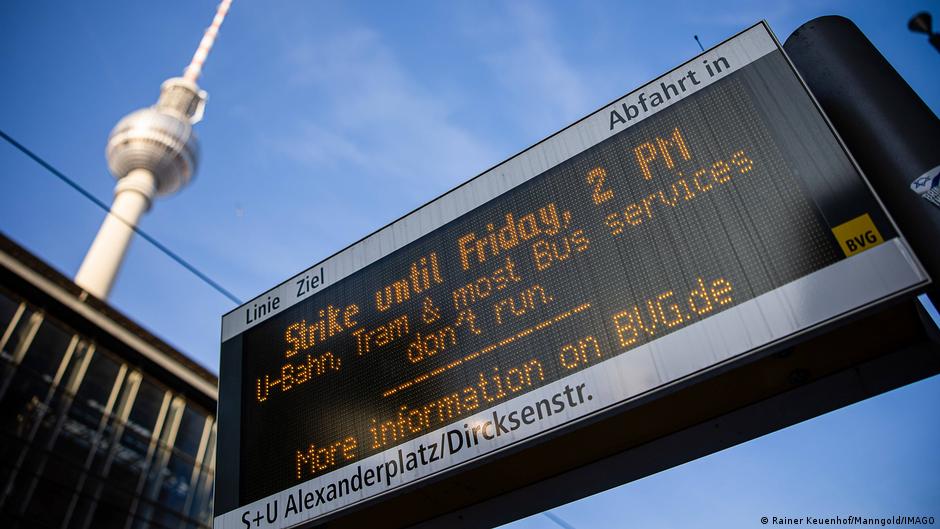 Linie Ziel Abfahrt in
Strike until Friday, 2 PM
U-Bahn, Tram & most Bus services
don't run.
More information on BVG.de
BVG
S+U Alexanderplatz/Dircksenstr.
© Rainer Keuenhof/Manngold/IMAGO